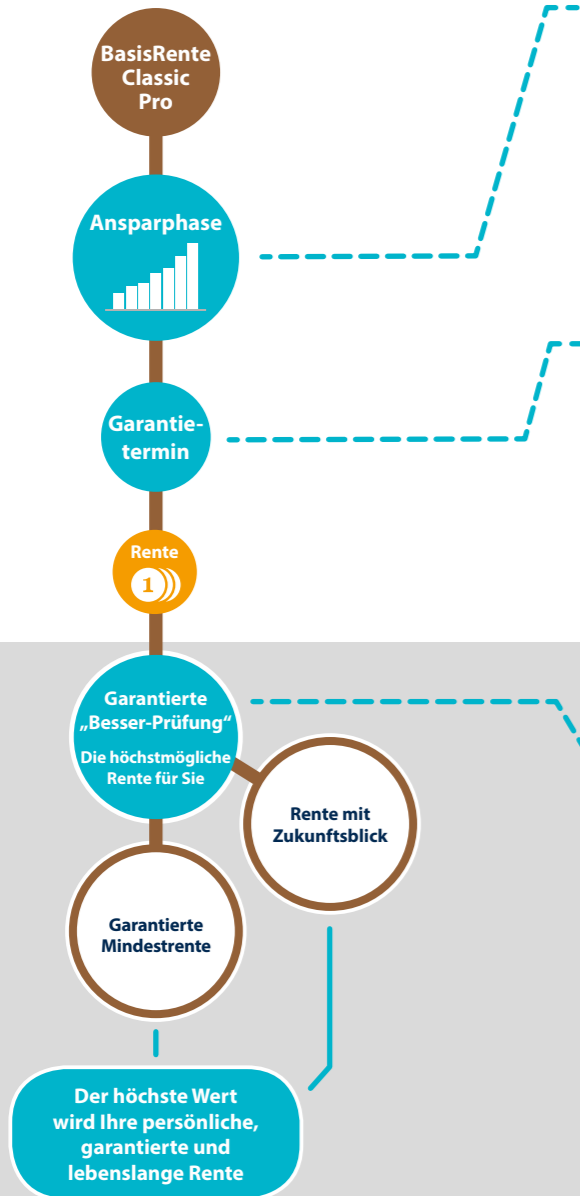 BasisRente
Classic
Pro
Ansparphase
Garantie-
termin
Rente
1
Garantierte
„Besser-Prüfung“
Die höchstmögliche
Rente für Sie
Rente mit
Zukunftsblick
Garantierte
Mindestrente
Der höchste Wert
wird Ihre persönliche,
garantierte und
lebenslange Rente